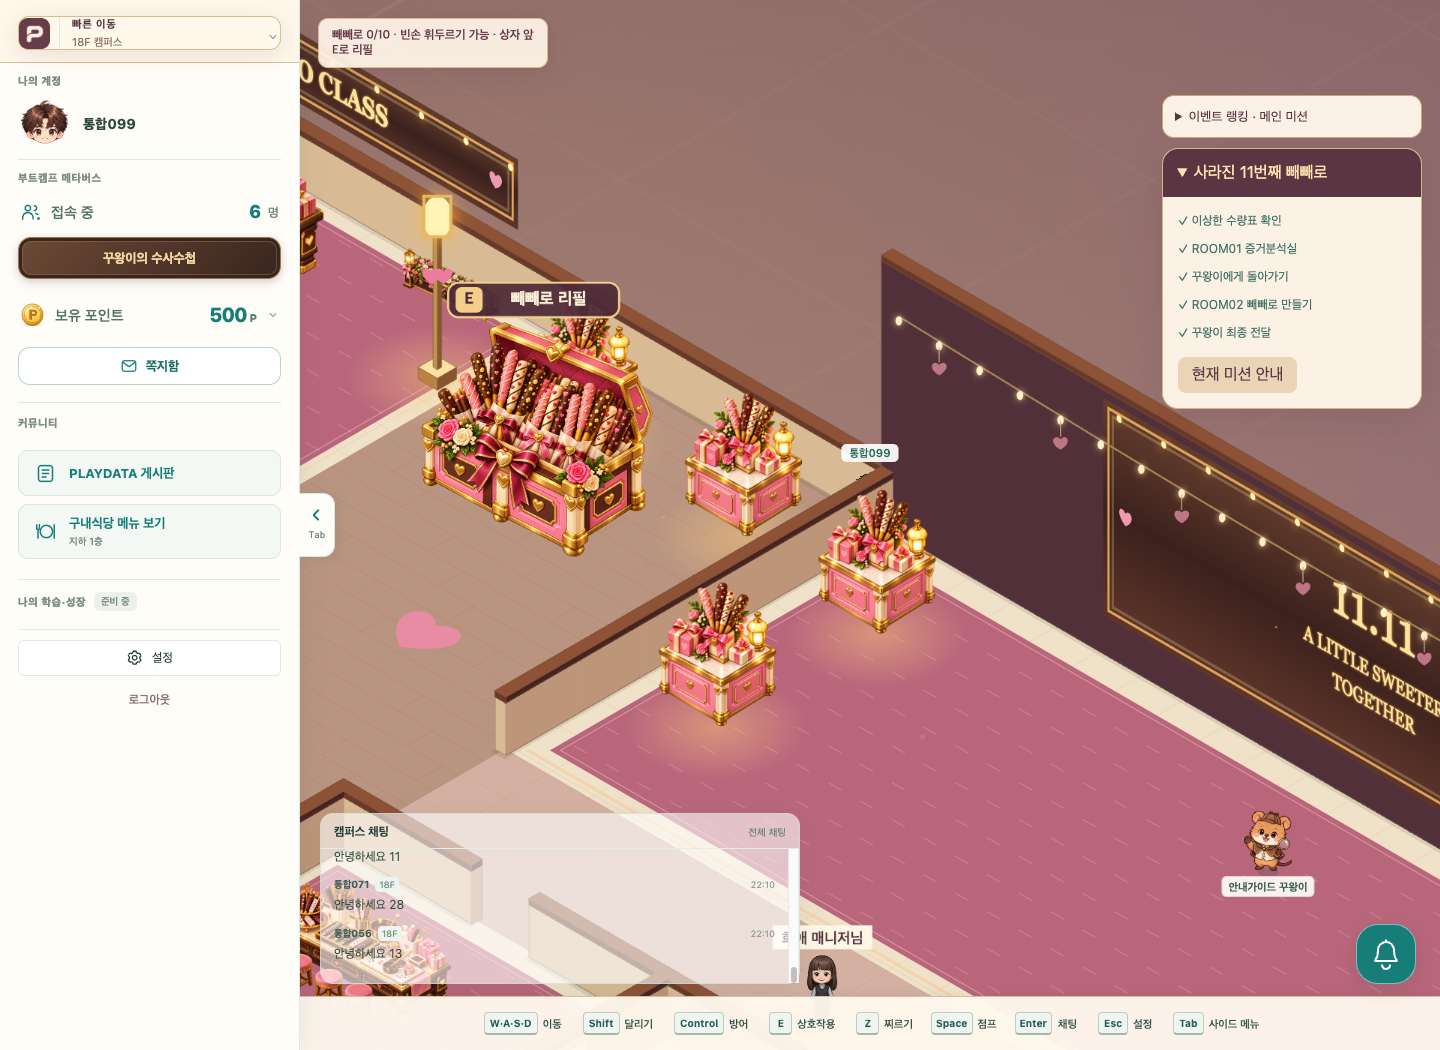 빠른 이동
18F 캠퍼스
나의 계정
통합099
부트캠프 메타버스
접속 중
6 명
꾸왕이의 수사수첩
P
보유 포인트
500 P
쪽지함
커뮤니티
PLAYDATA 게시판
구내식당 메뉴 보기
지하 1층
나의 학습·성장
준비 중
설정
로그아웃
빼빼로 0/10 · 빈손 휘두르기 가능 · 상자 앞
E로 리필
O CLASS
E
빼빼로 리필
통합099
Tab
이벤트 랭킹 · 메인 미션
사라진 11번째 빼빼로
이상한 수량표 확인
ROOM01 증거분석실
꾸왕이에게 돌아가기
ROOM02 빼빼로 만들기
꾸왕이 최종 전달
현재 미션 안내
11.11
A LITTLE SWEETER
TOGETHER
안내가이드 꾸왕이
캠퍼스 채팅
전체 채팅
안녕하세요 11
통합071 18F 22:10
안녕하세요 28
통합056 18F 22:10
안녕하세요 13
매니저님
W·A·S·D 이동
Shift 달리기
Control 방어
E 상호작용
Z 찌르기
Space 점프
Enter 채팅
Esc 설정
Tab 사이드 메뉴